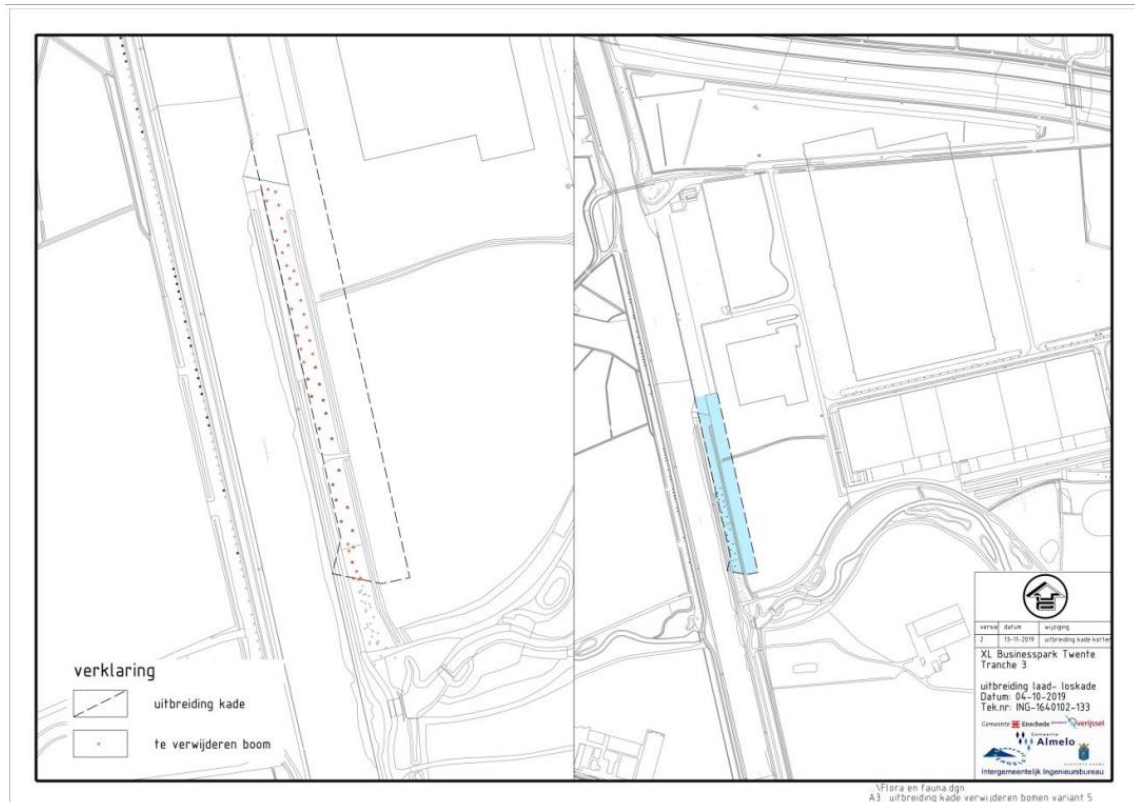 verklaring
uitbreiding kade
te verwijderen boom
versie datum wijziging
2 13-11-2019 uitbreiding kade korter
XL Businesspark Twente
Tranche 3
uitbreiding laad- loskade
Datum: 04-10-2019
Tek.nr: ING-1640102-133
Gemeente Enschede provincie Overijssel
Gemeente
Almelo
HENGELO
Intergemeentelijk Ingenieursbureau
.\Flora en fauna.dgn
A3 uitbreiding kade verwijderen bomen variant 5